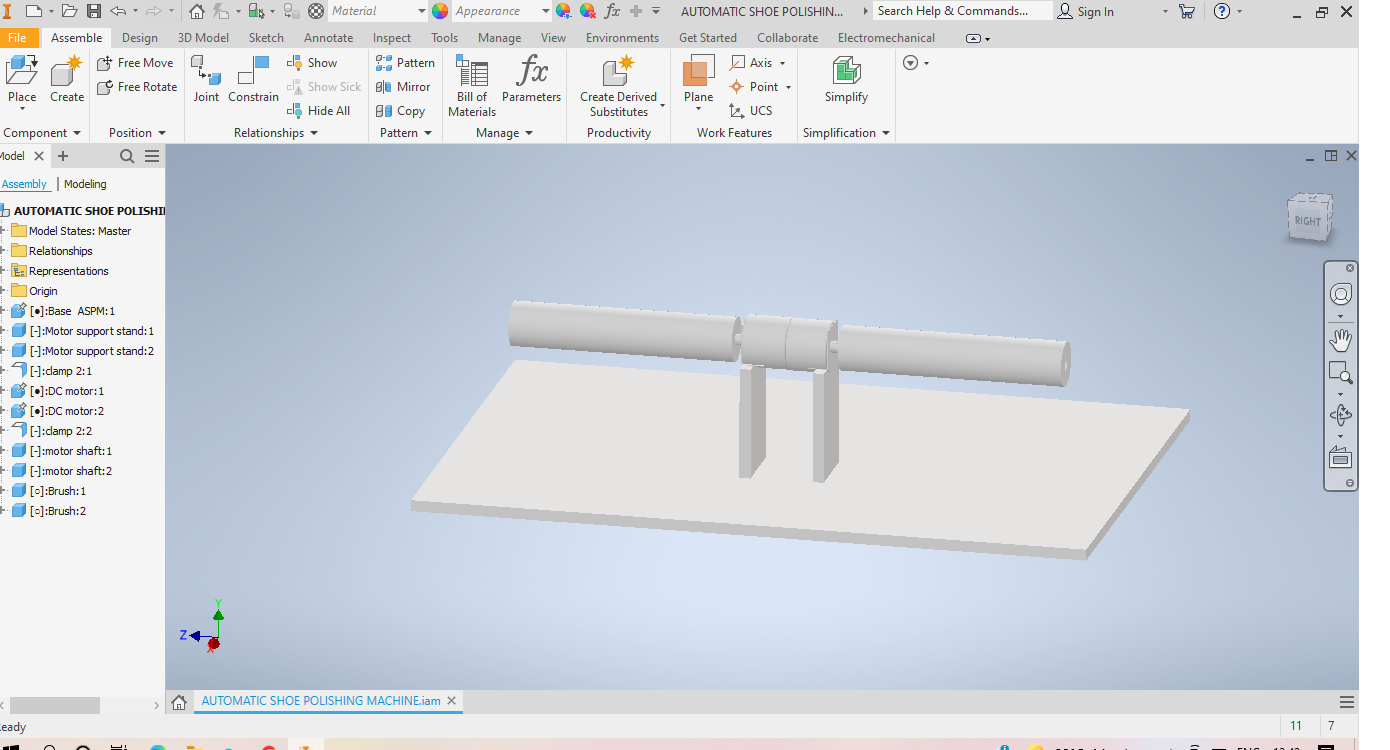 Material Appearance fx AUTOMATIC SHOE POLISHIN... Search Help & Commands... Sign In
File Assemble Design 3D Model Sketch Annotate Inspect Tools Manage View Environments Get Started Collaborate Electromechanical
Place
Create
Free Move
Free Rotate
Joint
Constrain
Show
Show Sick
Hide All
Pattern
Mirror
Copy
Bill of
Materials
fx
Parameters
Create Derived
Substitutes
Plane
Axis
Point
UCS
Simplify
Component Position Relationships Pattern Manage Productivity Work Features Simplification
Model
Assembly Modeling
AUTOMATIC SHOE POLISHI
Model States: Master
Relationships
Representations
Origin
[●]:Base ASPM:1
[-]:Motor support stand:1
[-]:Motor support stand:2
[-]:clamp 2:1
[●]:DC motor:1
[●]:DC motor:2
[-]:clamp 2:2
[-]:motor shaft:1
[-]:motor shaft:2
[○]:Brush:1
[○]:Brush:2
RIGHT
Y
Z
X
AUTOMATIC SHOE POLISHING MACHINE.iam
eady
11 7